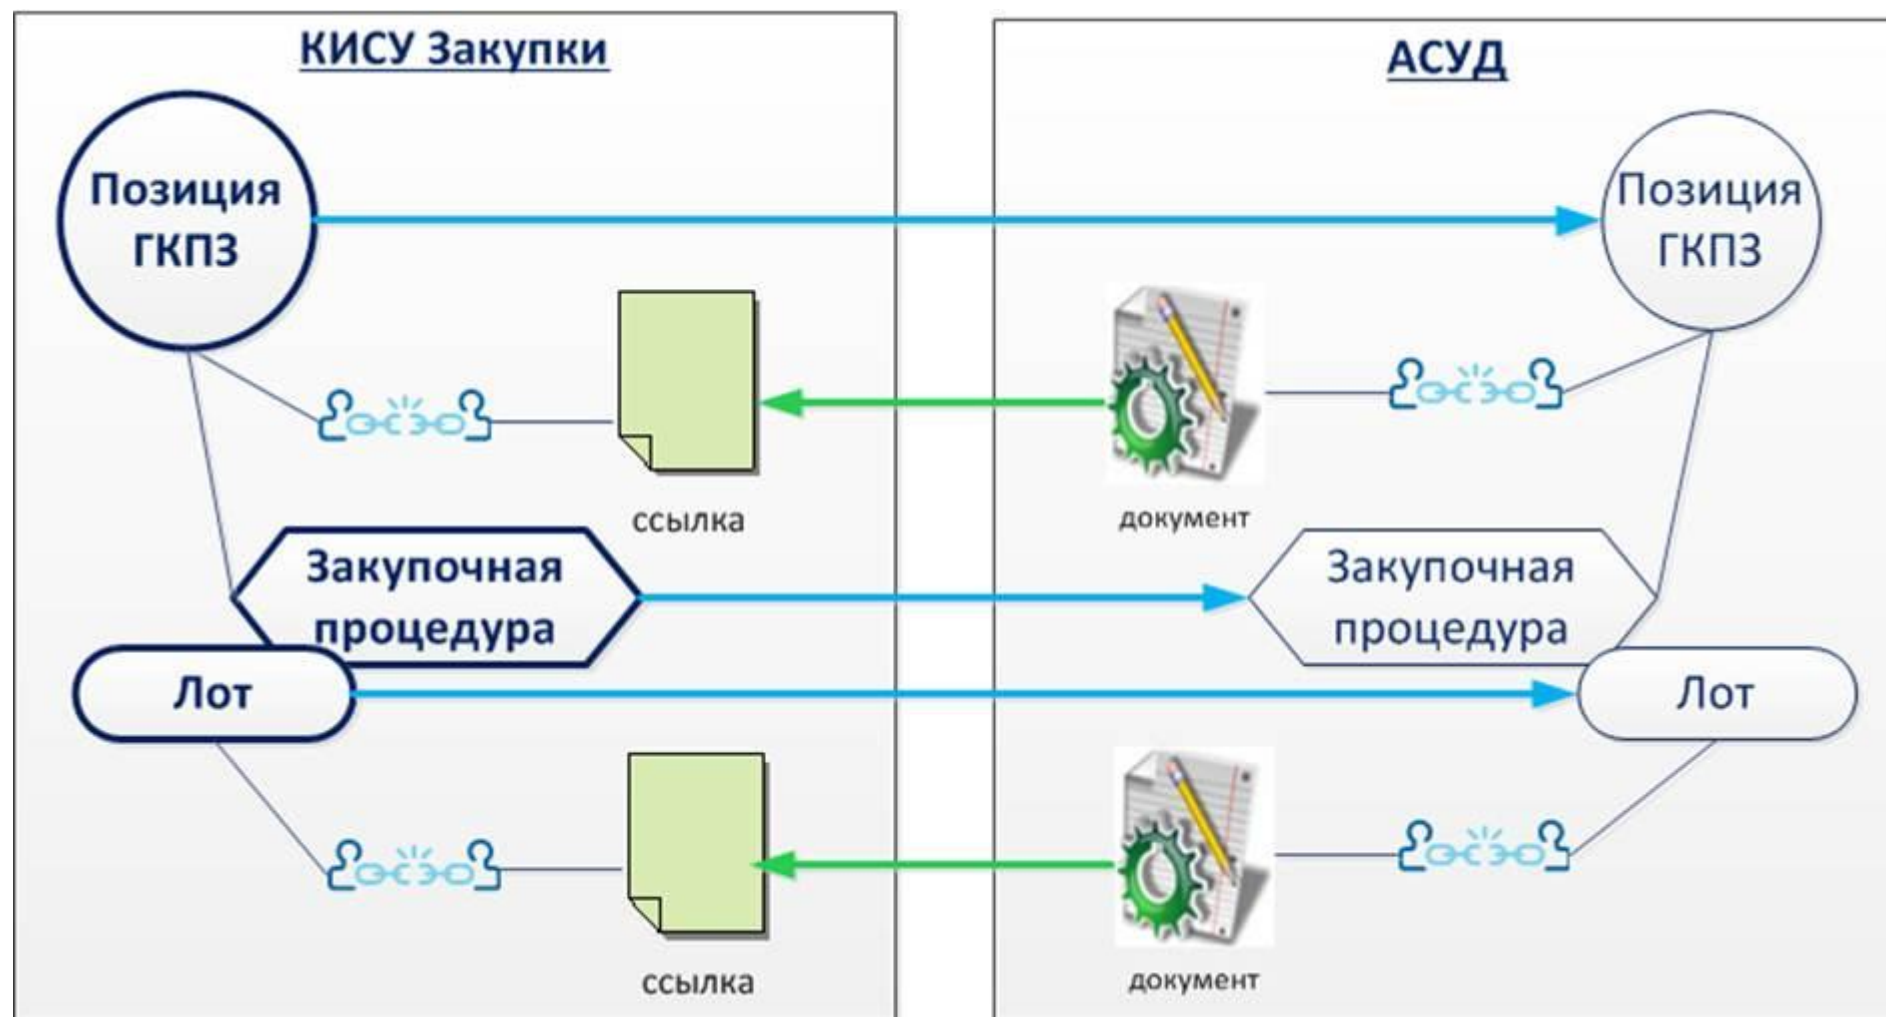 КИСУ Закупки
АСУД
Позиция
ГКПЗ
Позиция
ГКПЗ
ссылка
документ
Закупочная
процедура
Закупочная
процедура
Лот
Лот
ссылка
документ